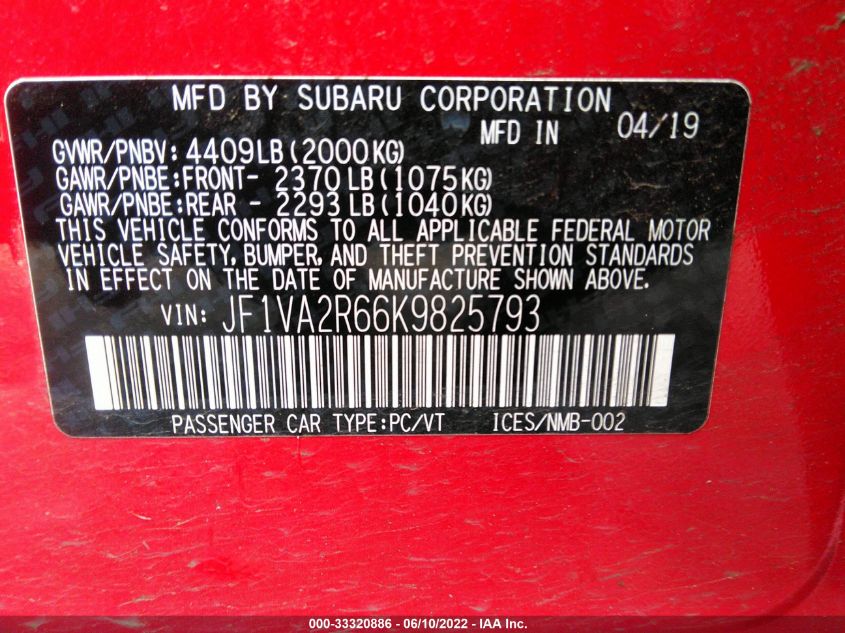 MFD BY SUBARU CORPORATION
MFD IN 04/19
GVWR/PNBV: 4409LB (2000KG)
GAWR/PNBE:FRONT- 2370 LB (1075KG)
GAWR/PNBE:REAR - 2293 LB (1040KG)
THIS VEHICLE CONFORMS TO ALL APPLICABLE FEDERAL MOTOR
VEHICLE SAFETY, BUMPER, AND THEFT PREVENTION STANDARDS
IN EFFECT ON THE DATE OF MANUFACTURE SHOWN ABOVE.
VIN: JF1VA2R66K9825793
PASSENGER CAR TYPE:PC/VT ICES/NMB-002
000-33320886 - 06/10/2022 - IAA Inc.